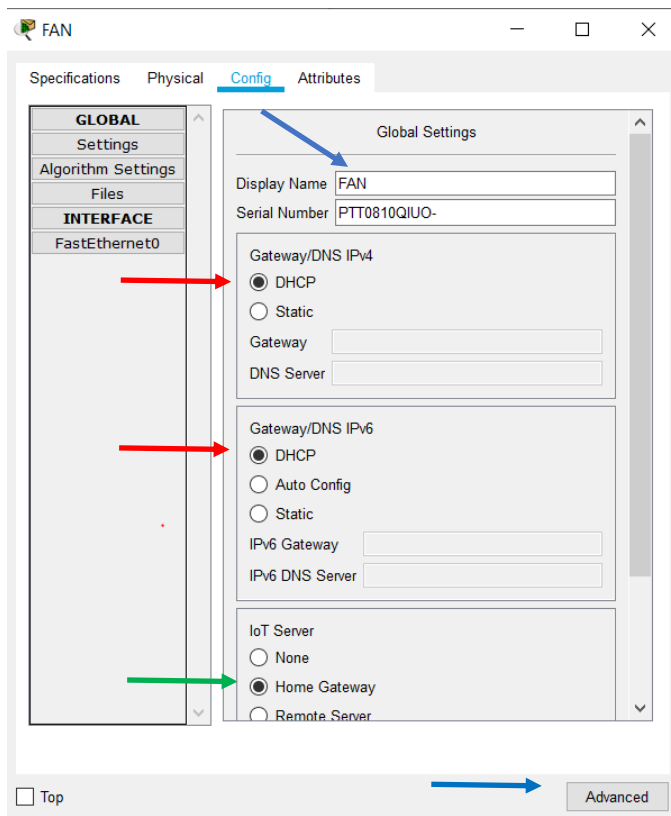 FAN
Specifications Physical Config Attributes
GLOBAL
Settings
Algorithm Settings
Files
INTERFACE
FastEthernet0
Global Settings
Display Name FAN
Serial Number PTT0810QIUO-
Gateway/DNS IPv4
DHCP
Static
Gateway
DNS Server
Gateway/DNS IPv6
DHCP
Auto Config
Static
IPv6 Gateway
IPv6 DNS Server
IoT Server
None
Home Gateway
Remote Server
Top
Advanced